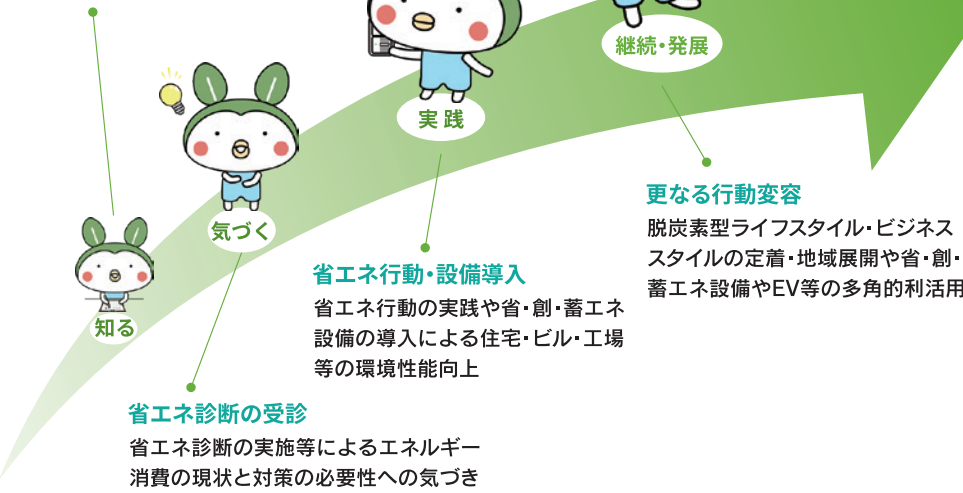 継続・発展
実践
気づく
知る
更なる行動変容
脱炭素型ライフスタイル・ビジネス
スタイルの定着・地域展開や省・創・
蓄エネ設備やEV等の多角的利活用
省エネ行動・設備導入
省エネ行動の実践や省・創・蓄エネ
設備の導入による住宅・ビル・工場
等の環境性能向上
省エネ診断の受診
省エネ診断の実施等によるエネルギー
消費の現状と対策の必要性への気づき